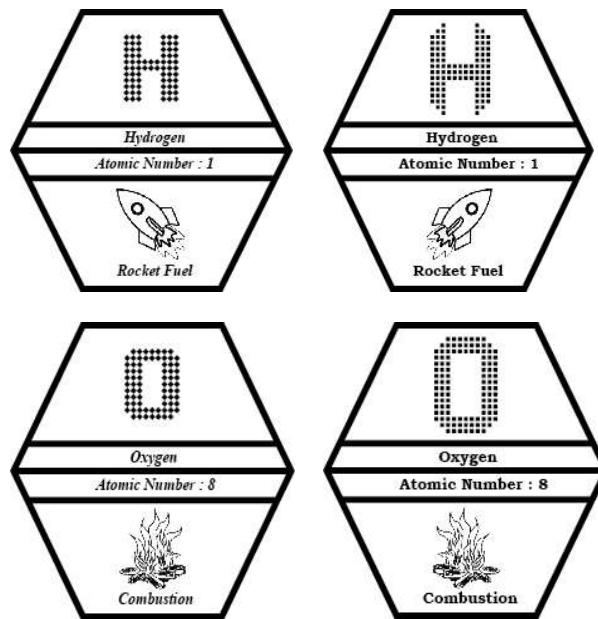 H
Hydrogen
Atomic Number : 1
Rocket Fuel
H
Hydrogen
Atomic Number : 1
Rocket Fuel
O
Oxygen
Atomic Number : 8
Combustion
O
Oxygen
Atomic Number : 8
Combustion